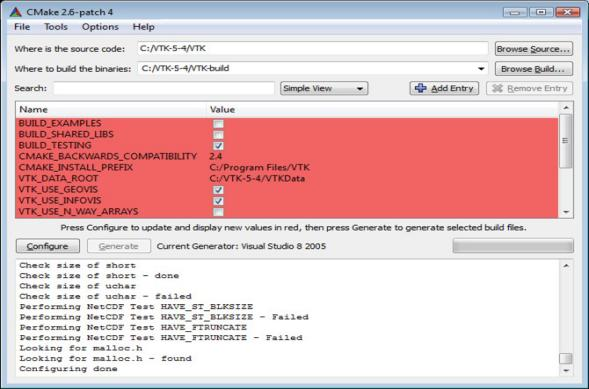 CMake 2.6-patch 4
File Tools Options Help
Where is the source code: C:/VTK-5-4/VTK Browse Source...
Where to build the binaries: C:/VTK-5-4/VTK-build Browse Build...
Search: Simple View Add Entry Remove Entry
Name Value
BUILD_EXAMPLES
BUILD_SHARED_LIBS
BUILD_TESTING
CMAKE_BACKWARDS_COMPATIBILITY 2.4
CMAKE_INSTALL_PREFIX C:/Program Files/VTK
VTK_DATA_ROOT C:/VTK-5-4/VTKData
VTK_USE_GEOVIS
VTK_USE_INFOVIS
VTK_USE_N_WAY_ARRAYS
Press Configure to update and display new values in red, then press Generate to generate selected build files.
Configure Generate Current Generator: Visual Studio 8 2005
Check size of short
Check size of short - done
Check size of uchar
Check size of uchar - failed
Performing NetCDF Test HAVE_ST_BLKSIZE
Performing NetCDF Test HAVE_ST_BLKSIZE - Failed
Performing NetCDF Test HAVE_FTRUNCATE
Performing NetCDF Test HAVE_FTRUNCATE - Failed
Looking for malloc.h
Looking for malloc.h - found
Configuring done